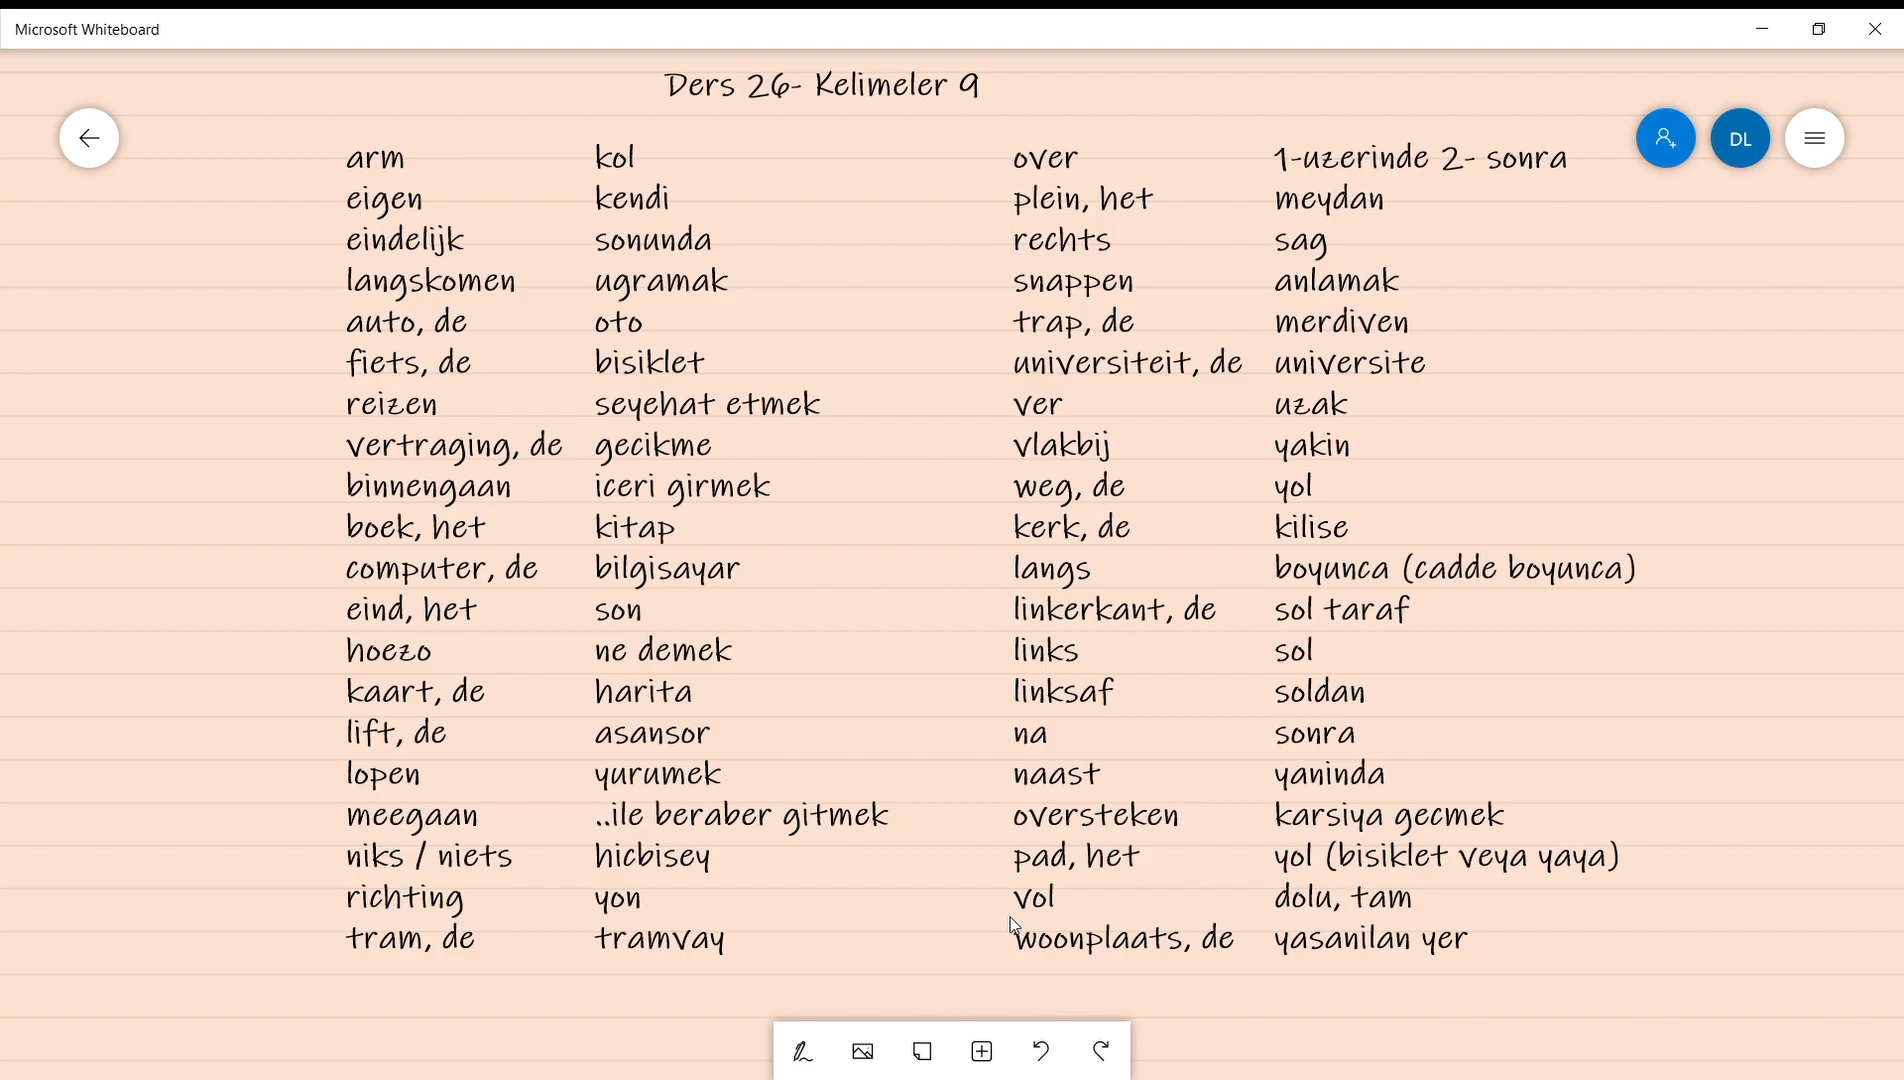 Microsoft Whiteboard
Ders 26- Kelimeler 9
DL
arm kol over 1-uzerinde 2- sonra
eigen kendi plein, het meydan
eindelijk sonunda rechts sag
langskomen ugramak snappen anlamak
auto, de oto trap, de merdiven
fiets, de bisiklet universiteit, de universite
reizen seyehat etmek ver uzak
vertraging, de gecikme vlakbij yakin
binnengaan iceri girmek weg, de yol
boek, het kitap kerk, de kilise
computer, de bilgisayar langs boyunca (cadde boyunca)
eind, het son linkerkant, de sol taraf
hoezo ne demek links sol
kaart, de harita linksaf soldan
lift, de asansor na sonra
lopen yurumek naast yaninda
meegaan ..ile beraber gitmek oversteken karsiya gecmek
niks / niets hicbisey pad, het yol (bisiklet veya yaya)
richting yon vol dolu, tam
tram, de tramvay woonplaats, de yasanilan yer